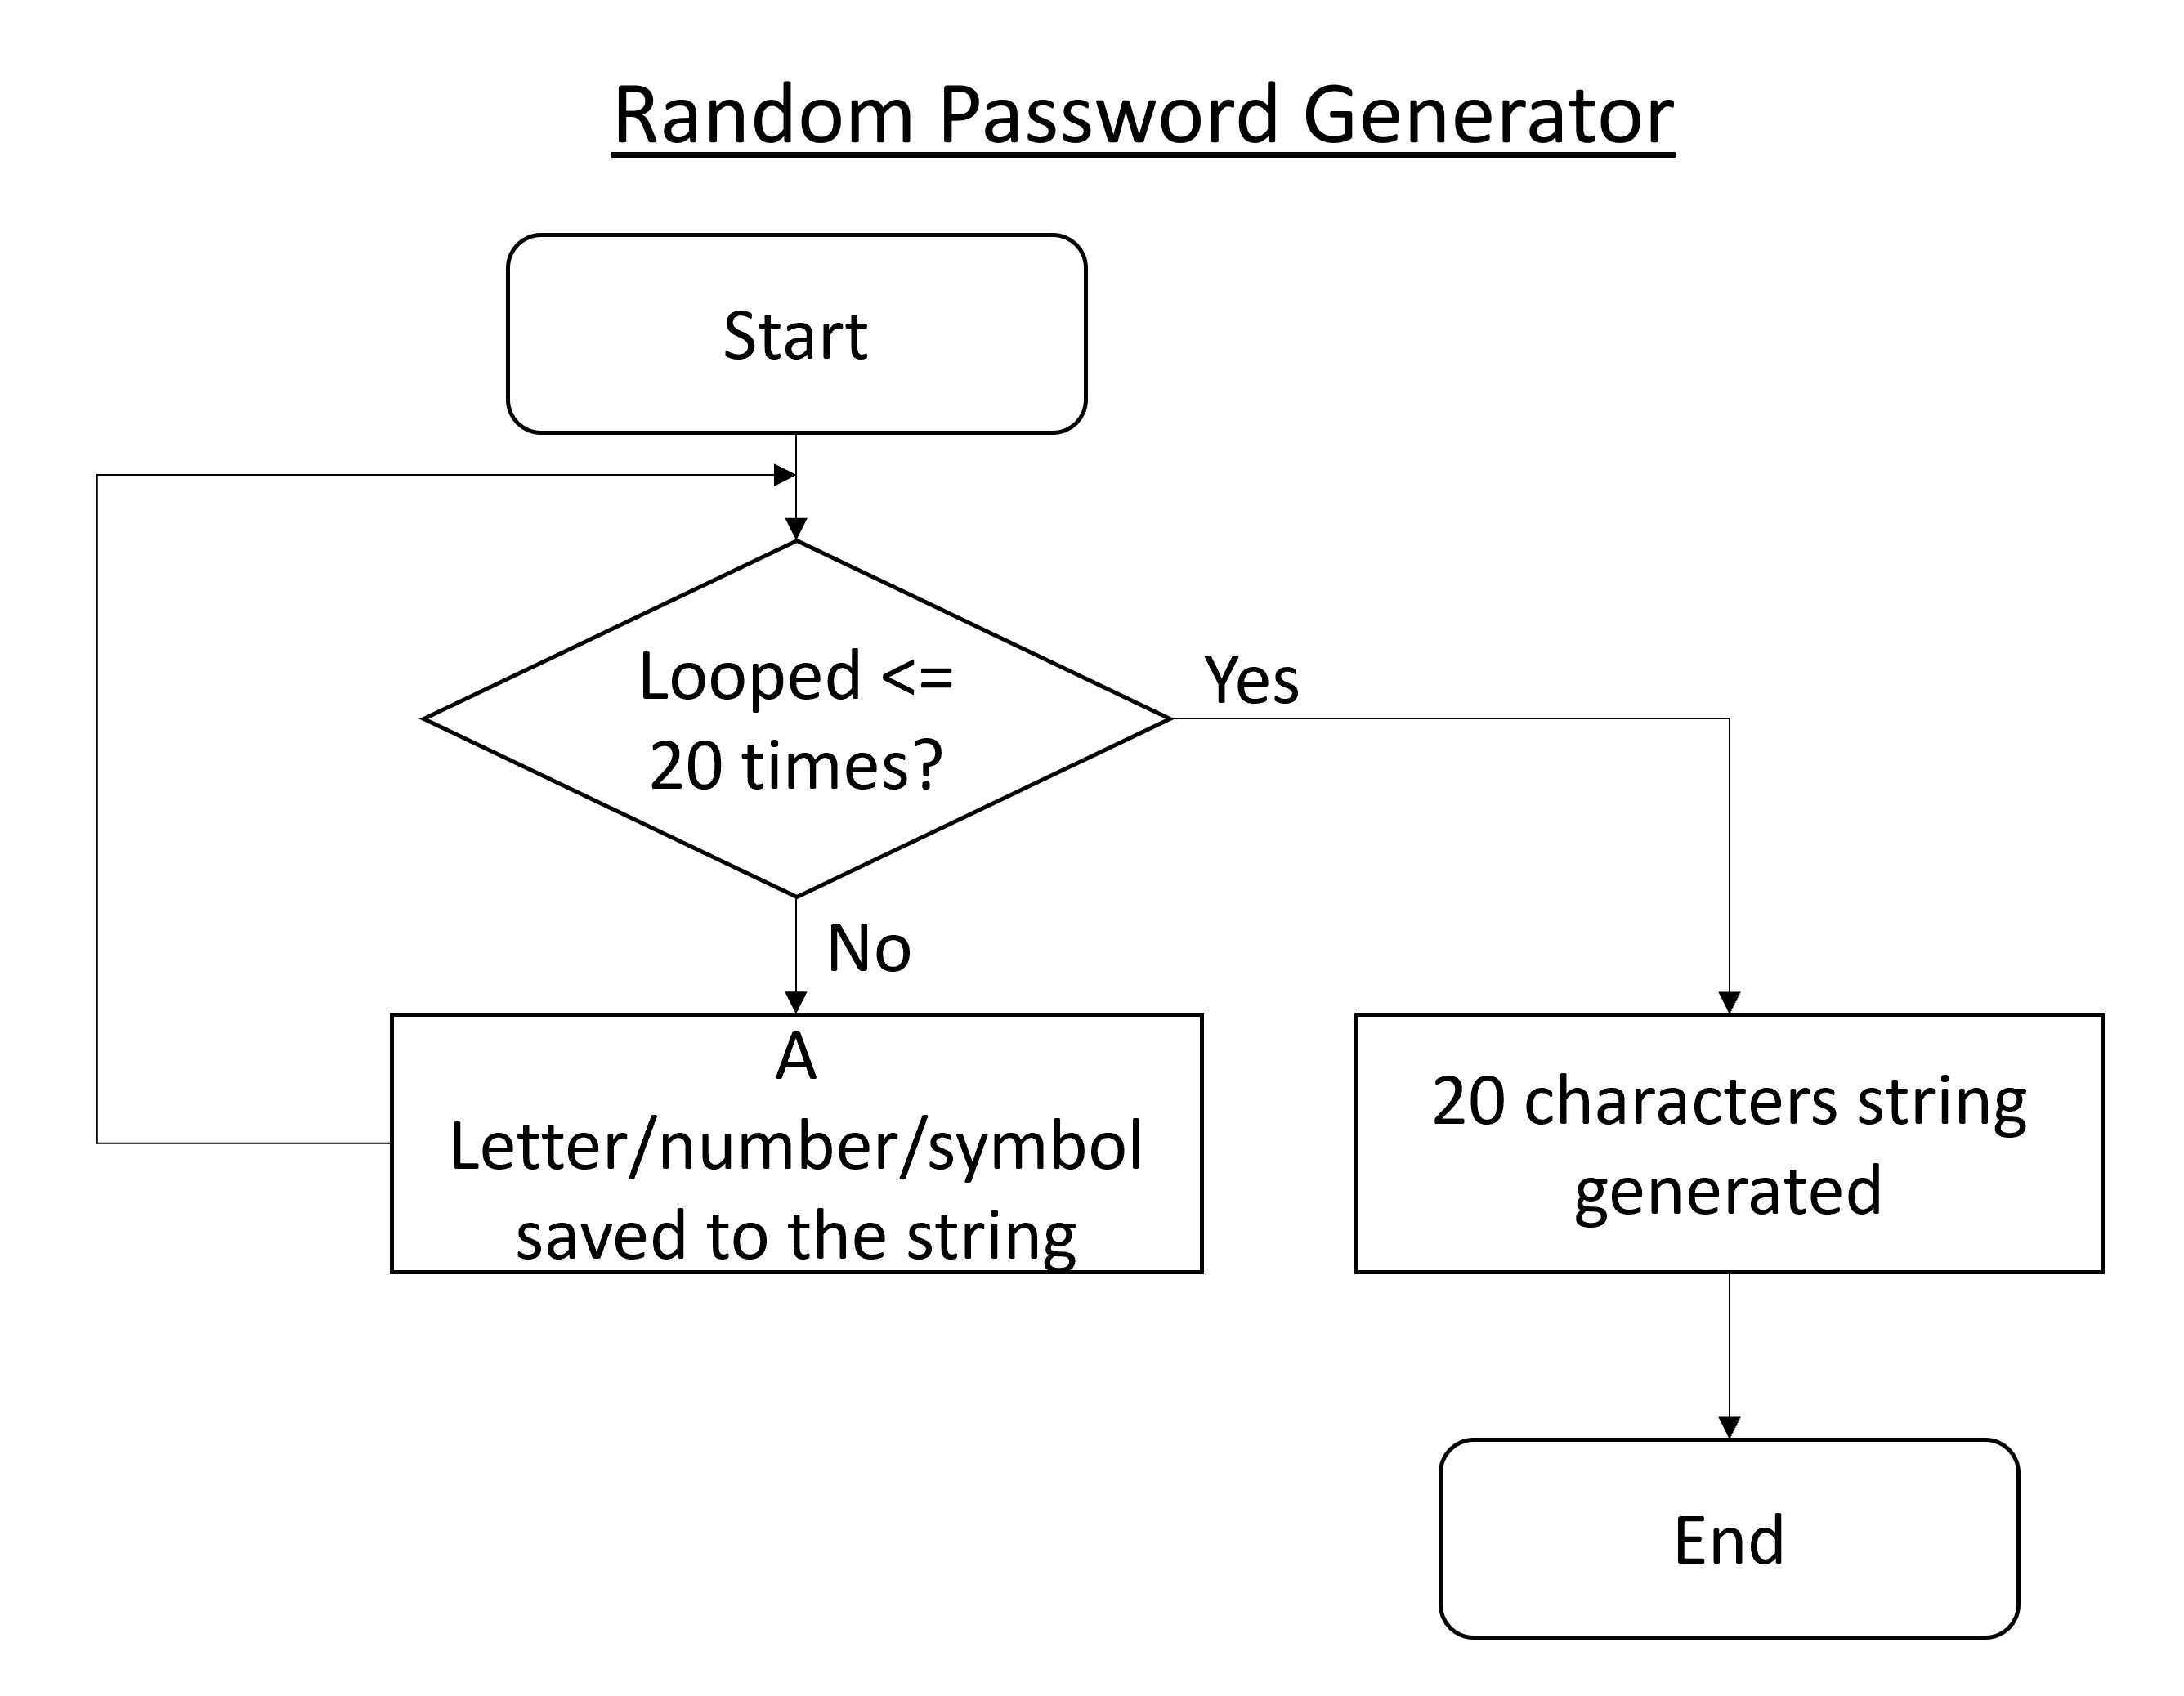 Random Password Generator
Start
Looped <=
20 times?
Yes
No
A
Letter/number/symbol
saved to the string
20 characters string
generated
End